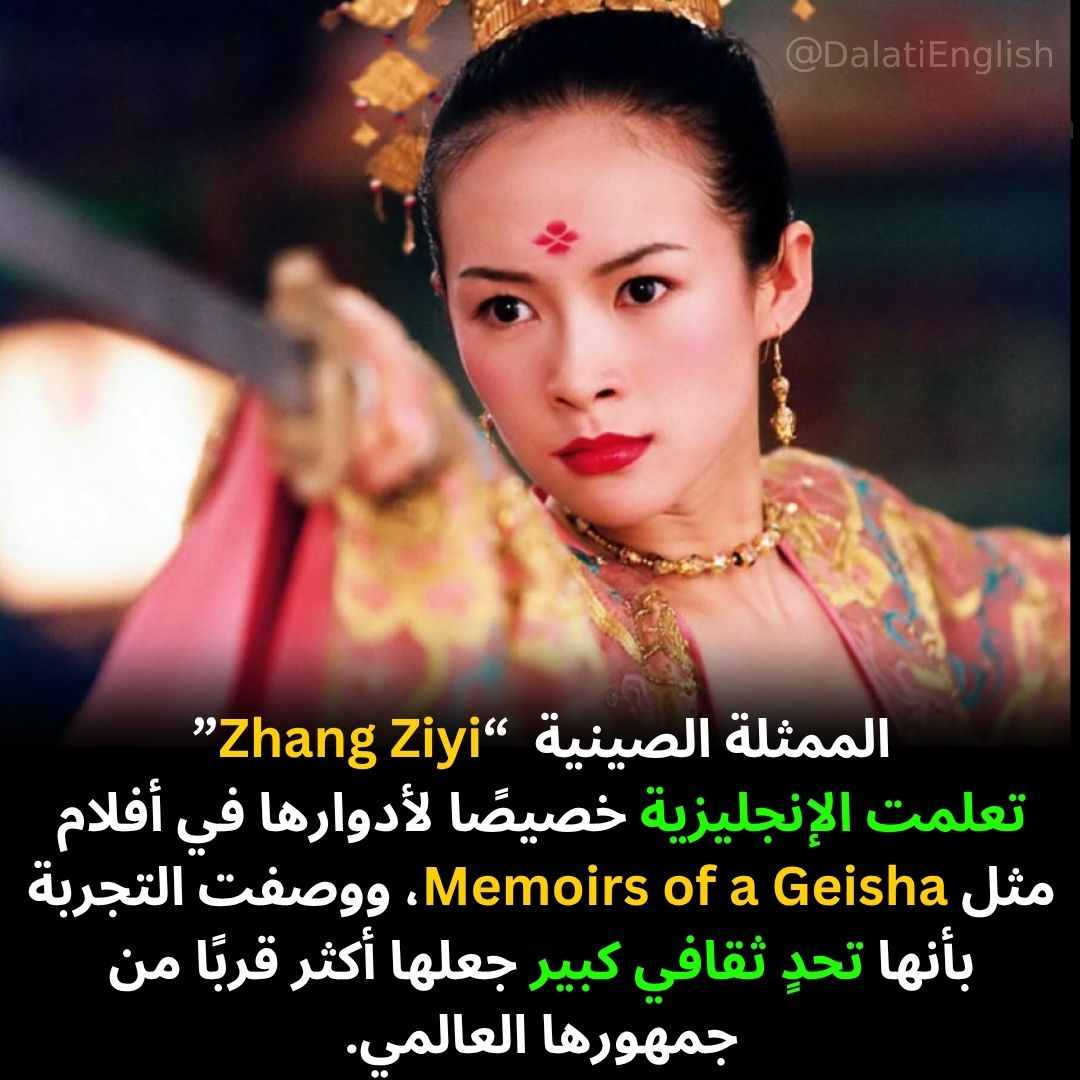 @DalatiEnglish
الممثلة الصينية “Zhang Ziyi”
تعلمت الإنجليزية خصيصًا لأدوارها في أفلام
مثل Memoirs of a Geisha، ووصفت التجربة
بأنها تحدٍ ثقافي كبير جعلها أكثر قربًا من
جمهورها العالمي.